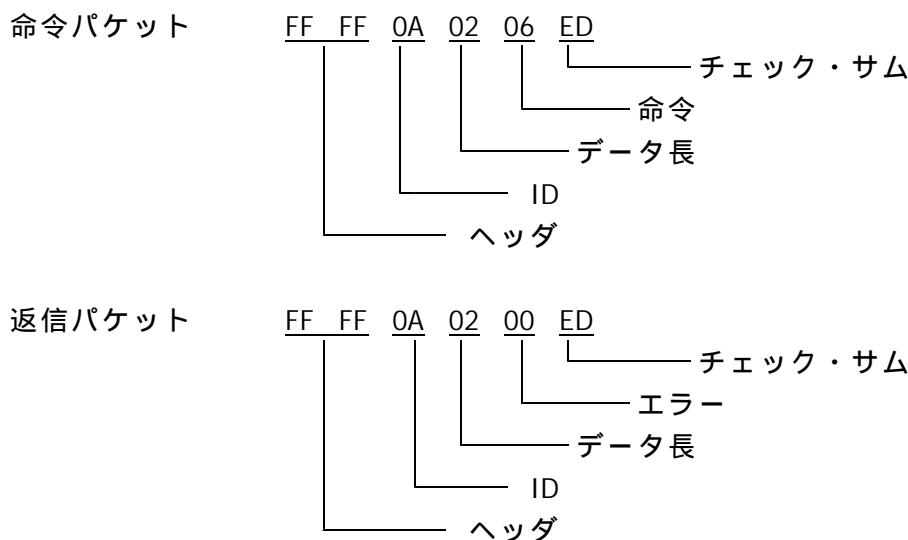 命令パケット FF FF 0A 02 06 ED
チェック・サム
命令
データ長
ID
ヘッダ
返信パケット FF FF 0A 02 00 ED
チェック・サム
エラー
データ長
ID
ヘッダ